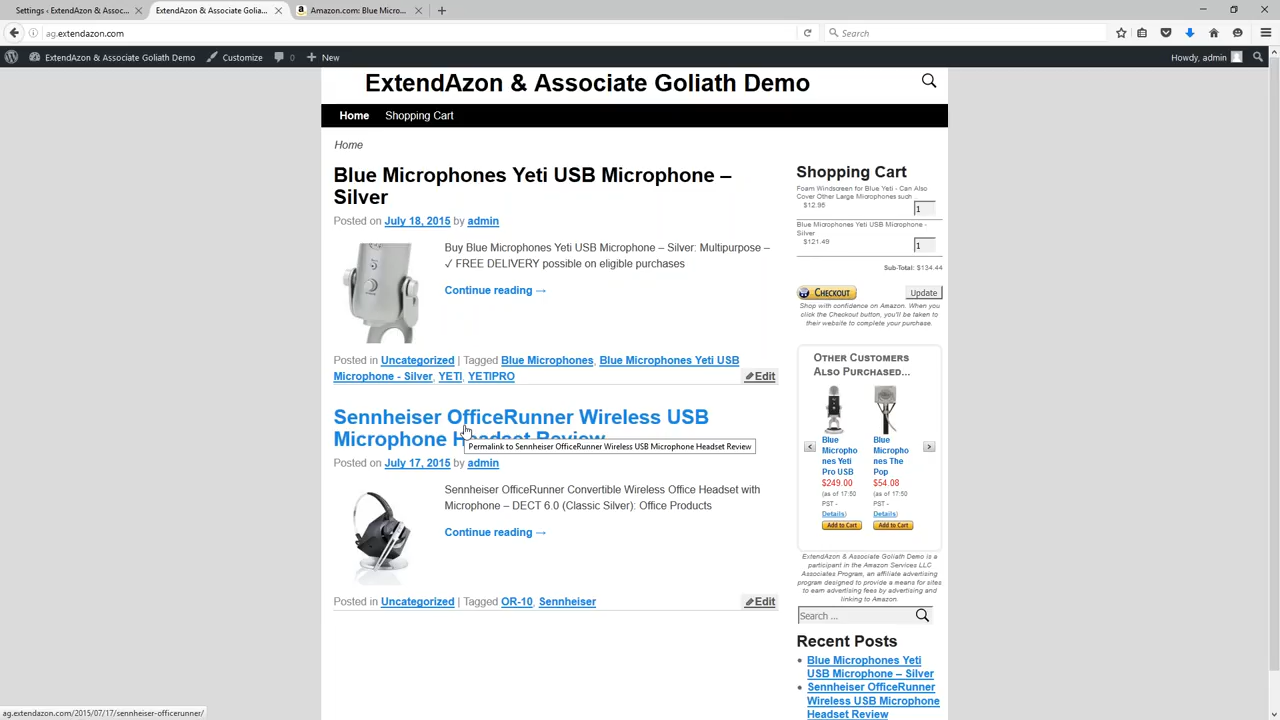 Settings ‹ ExtendAzon & Assoc...
ExtendAzon & Associate Golia...
Amazon.com: Blue Micro...
ag.extendazon.com
Search
ExtendAzon & Associate Goliath Demo
Customize
0
New
Howdy, admin
ExtendAzon & Associate Goliath Demo
Home
Shopping Cart
Home
Blue Microphones Yeti USB Microphone –
Silver
Posted on July 18, 2015 by admin
Buy Blue Microphones Yeti USB Microphone – Silver: Multipurpose –
✓ FREE DELIVERY possible on eligible purchases
Continue reading →
Posted in Uncategorized | Tagged Blue Microphones, Blue Microphones Yeti USB
Microphone - Silver, YETI, YETIPRO
Edit
Sennheiser OfficeRunner Wireless USB
Microphone Headset Review
Permalink to Sennheiser OfficeRunner Wireless USB Microphone Headset Review
Posted on July 17, 2015 by admin
Sennheiser OfficeRunner Convertible Wireless Office Headset with
Microphone – DECT 6.0 (Classic Silver): Office Products
Continue reading →
Posted in Uncategorized | Tagged OR-10, Sennheiser
Edit
Shopping Cart
Foam Windscreen for Blue Yeti - Can Also
Cover Other Large Microphones such
$12.95
1
Blue Microphones Yeti USB Microphone -
Silver
$121.49
1
Sub-Total: $134.44
CHECKOUT
Update
Shop with confidence on Amazon. When you
click the Checkout button, you'll be taken to
their website to complete your purchase.
OTHER CUSTOMERS
ALSO PURCHASED...
<
Blue
Micropho
nes Yeti
Pro USB
$249.00
(as of 17:50
PST -
Details)
Add to Cart
Blue
Micropho
nes The
Pop
$54.08
(as of 17:50
PST -
Details)
Add to Cart
>
ExtendAzon & Associate Goliath Demo is a
participant in the Amazon Services LLC
Associates Program, an affiliate advertising
program designed to provide a means for sites
to earn advertising fees by advertising and
linking to Amazon.
Search ...
Recent Posts
Blue Microphones Yeti
USB Microphone – Silver
Sennheiser OfficeRunner
Wireless USB Microphone
Headset Review
ag.extendazon.com/2015/07/17/sennheiser-officerunner/